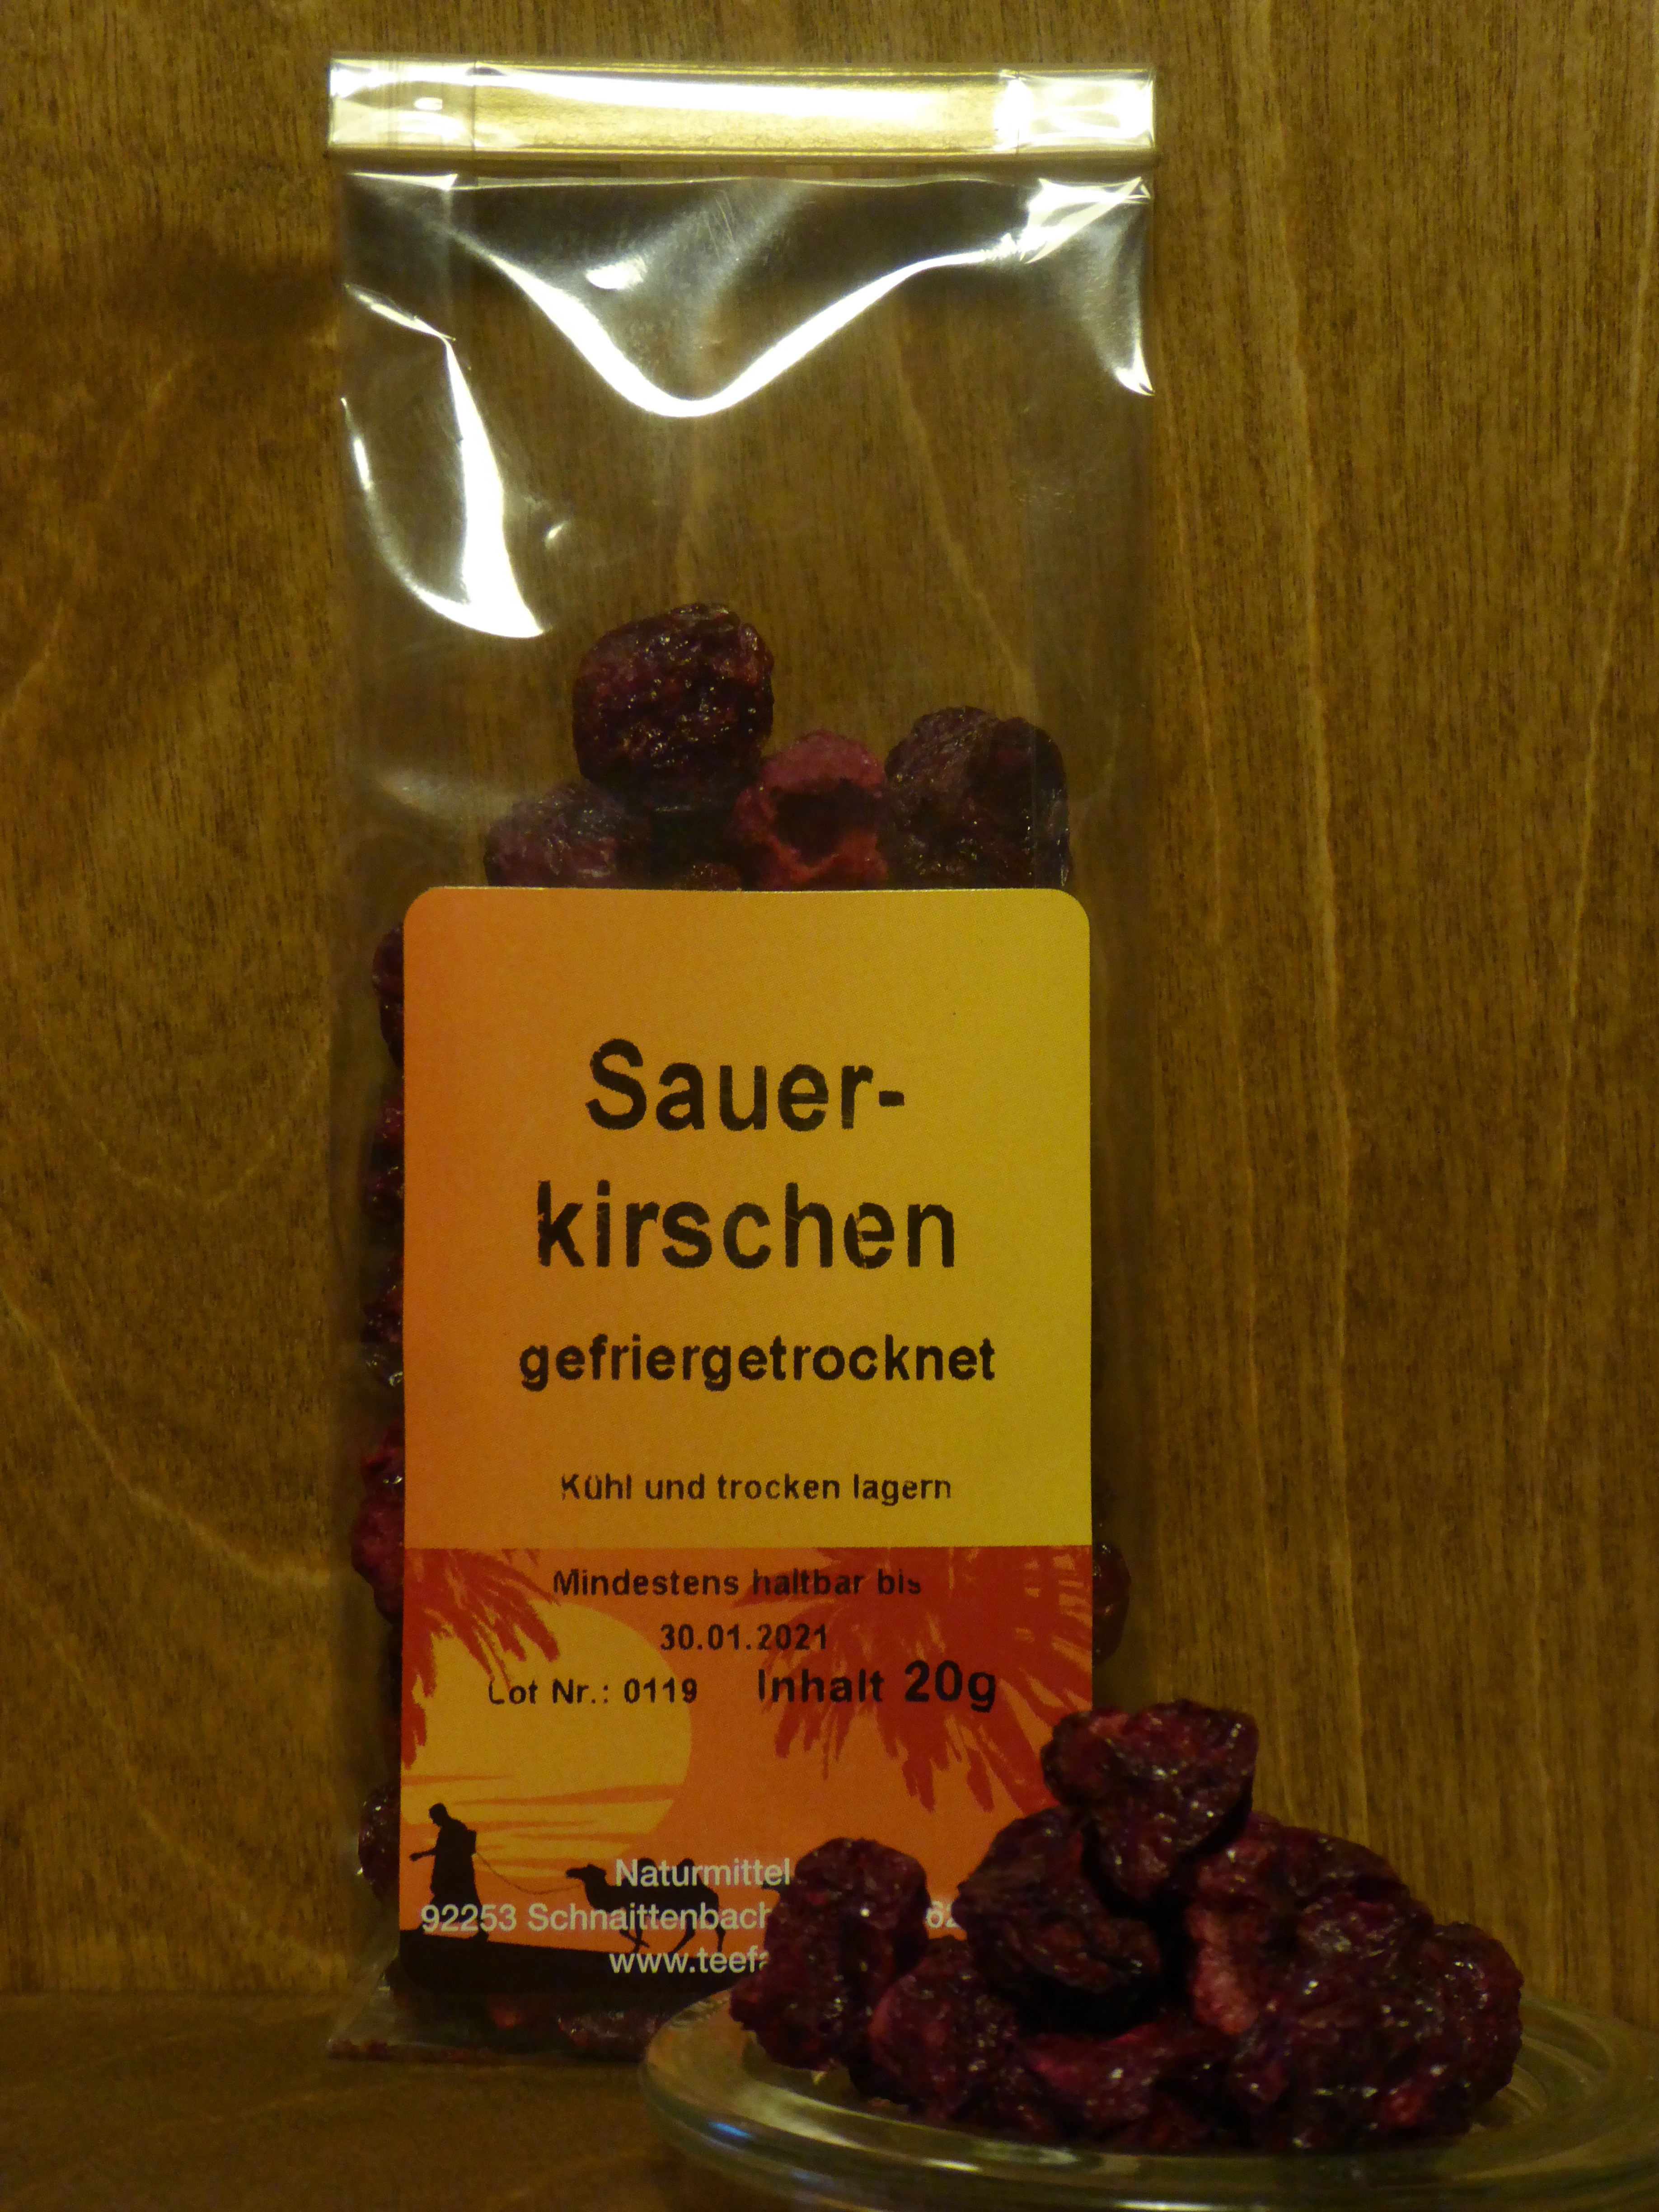 Sauer-
kirschen
gefriergetrocknet
Kühl und trocken lagern
Mindestens haltbar bis
30.01.2021
Lot Nr.: 0119 Inhalt 20g
Naturmittel
92253 Schnaittenbach
www.teefa